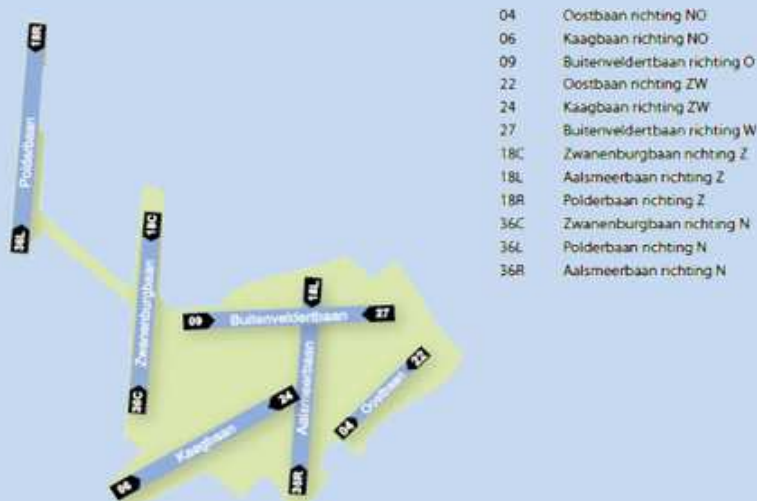 04 Oostbaan richting NO
06 Kaagbaan richting NO
09 Buitenveldertbaan richting O
22 Oostbaan richting ZW
24 Kaagbaan richting ZW
27 Buitenveldertbaan richting W
18C Zwanenburgbaan richting Z
18L Aalsmeerbaan richting Z
18R Polderbaan richting Z
36C Zwanenburgbaan richting N
36L Polderbaan richting N
36R Aalsmeerbaan richting N
18R
Polderbaan
36L
18C
Zwanenburgbaan
36C
18L
09
Buitenveldertbaan
27
Aalsmeerbaan
36R
22
Oostbaan
04
24
Kaagbaan
06